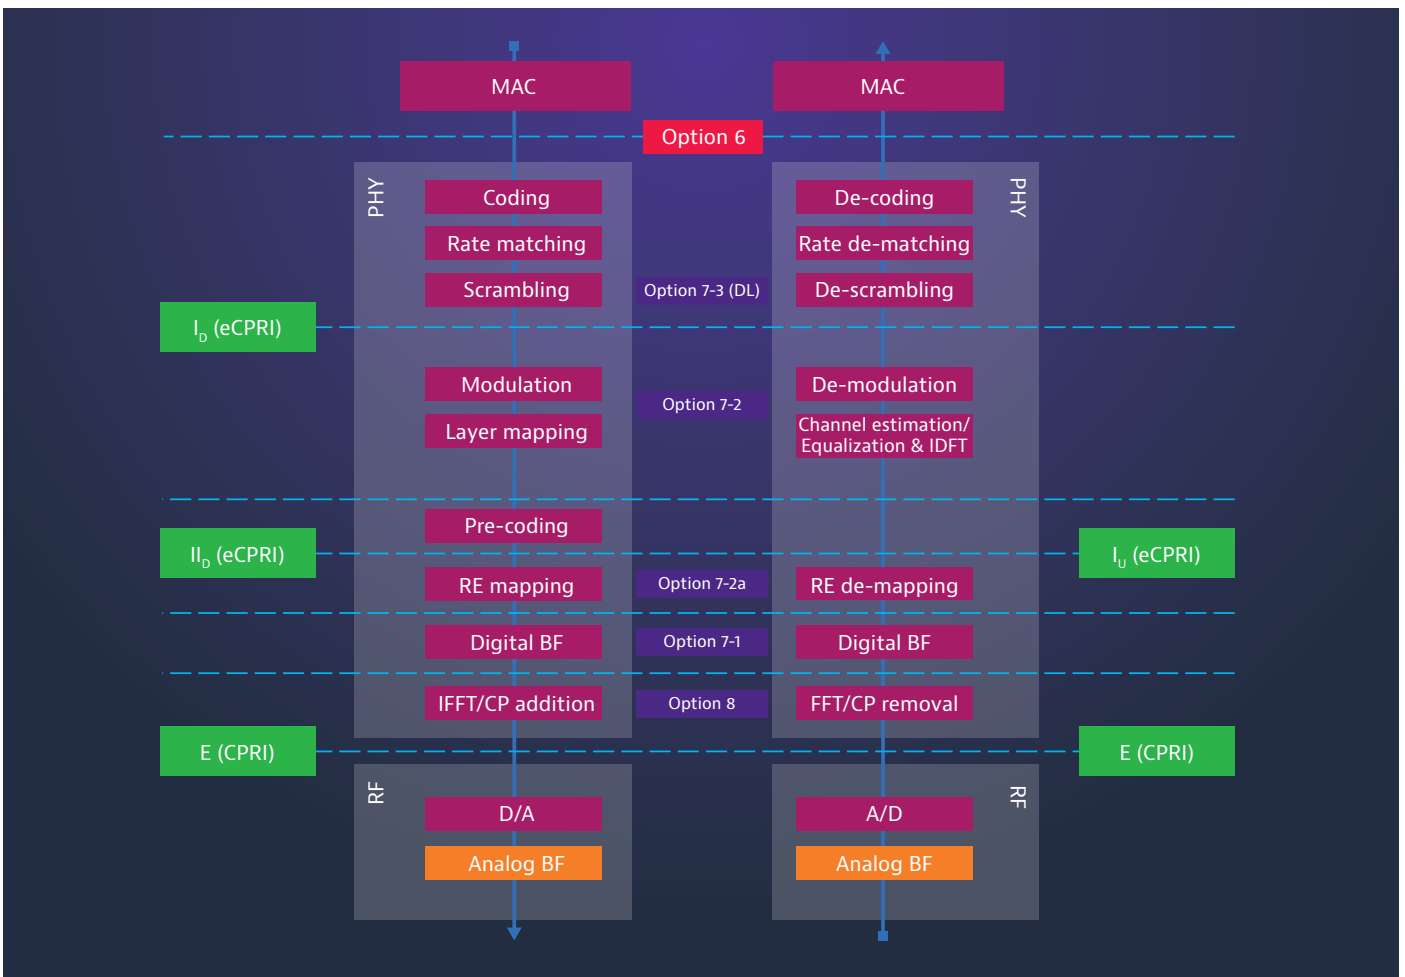 MAC
MAC
Option 6
PHY
PHY
Coding
De-coding
Rate matching
Rate de-matching
Scrambling
Option 7-3 (DL)
De-scrambling
I_D (eCPRI)
Modulation
Option 7-2
De-modulation
Layer mapping
Channel estimation/
Equalization & IDFT
Pre-coding
II_D (eCPRI)
I_U (eCPRI)
RE mapping
Option 7-2a
RE de-mapping
Digital BF
Option 7-1
Digital BF
IFFT/CP addition
Option 8
FFT/CP removal
E (CPRI)
E (CPRI)
RF
RF
D/A
A/D
Analog BF
Analog BF